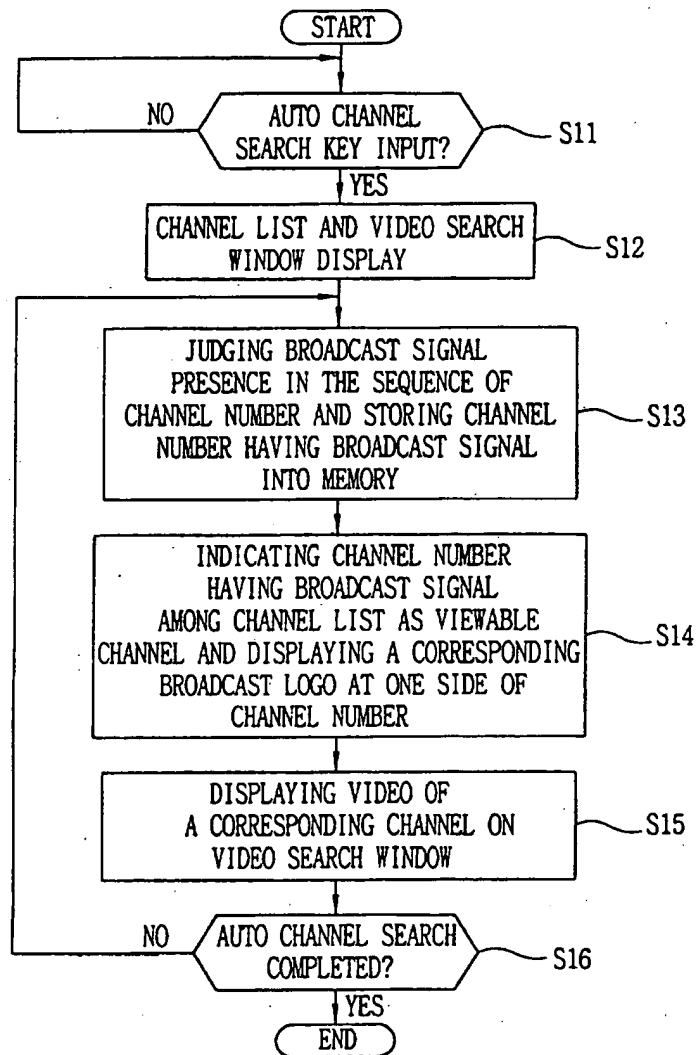 START
NO
AUTO CHANNEL
SEARCH KEY INPUT?
S11
YES
CHANNEL LIST AND VIDEO SEARCH
WINDOW DISPLAY
S12
JUDGING BROADCAST SIGNAL
PRESENCE IN THE SEQUENCE OF
CHANNEL NUMBER AND STORING CHANNEL
NUMBER HAVING BROADCAST SIGNAL
INTO MEMORY
S13
INDICATING CHANNEL NUMBER
HAVING BROADCAST SIGNAL
AMONG CHANNEL LIST AS VIEWABLE
CHANNEL AND DISPLAYING A CORRESPONDING
BROADCAST LOGO AT ONE SIDE OF
CHANNEL NUMBER
S14
DISPLAYING VIDEO OF
A CORRESPONDING CHANNEL ON
VIDEO SEARCH WINDOW
S15
NO
AUTO CHANNEL SEARCH
COMPLETED?
S16
YES
END